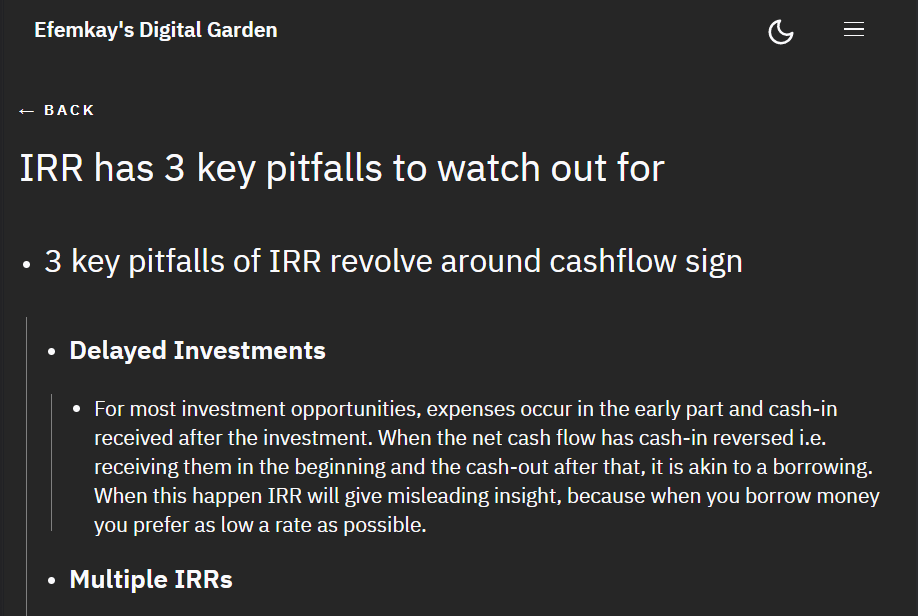 Efemkay's Digital Garden
← BACK
IRR has 3 key pitfalls to watch out for
• 3 key pitfalls of IRR revolve around cashflow sign
• Delayed Investments
• For most investment opportunities, expenses occur in the early part and cash-in
received after the investment. When the net cash flow has cash-in reversed i.e.
receiving them in the beginning and the cash-out after that, it is akin to a borrowing.
When this happen IRR will give misleading insight, because when you borrow money
you prefer as low a rate as possible.
• Multiple IRRs